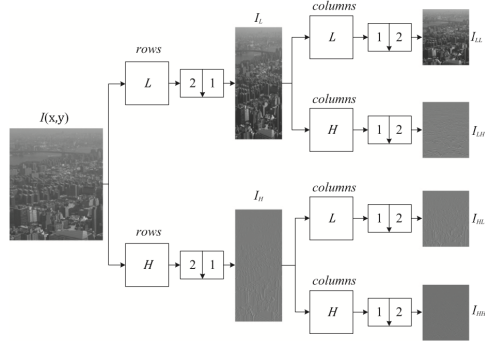 I(x,y)
rows
L
2 1
I_L
columns
L
1 2
I_LL
columns
H
1 2
I_LH
rows
H
2 1
I_H
columns
L
1 2
I_HL
columns
H
1 2
I_HH